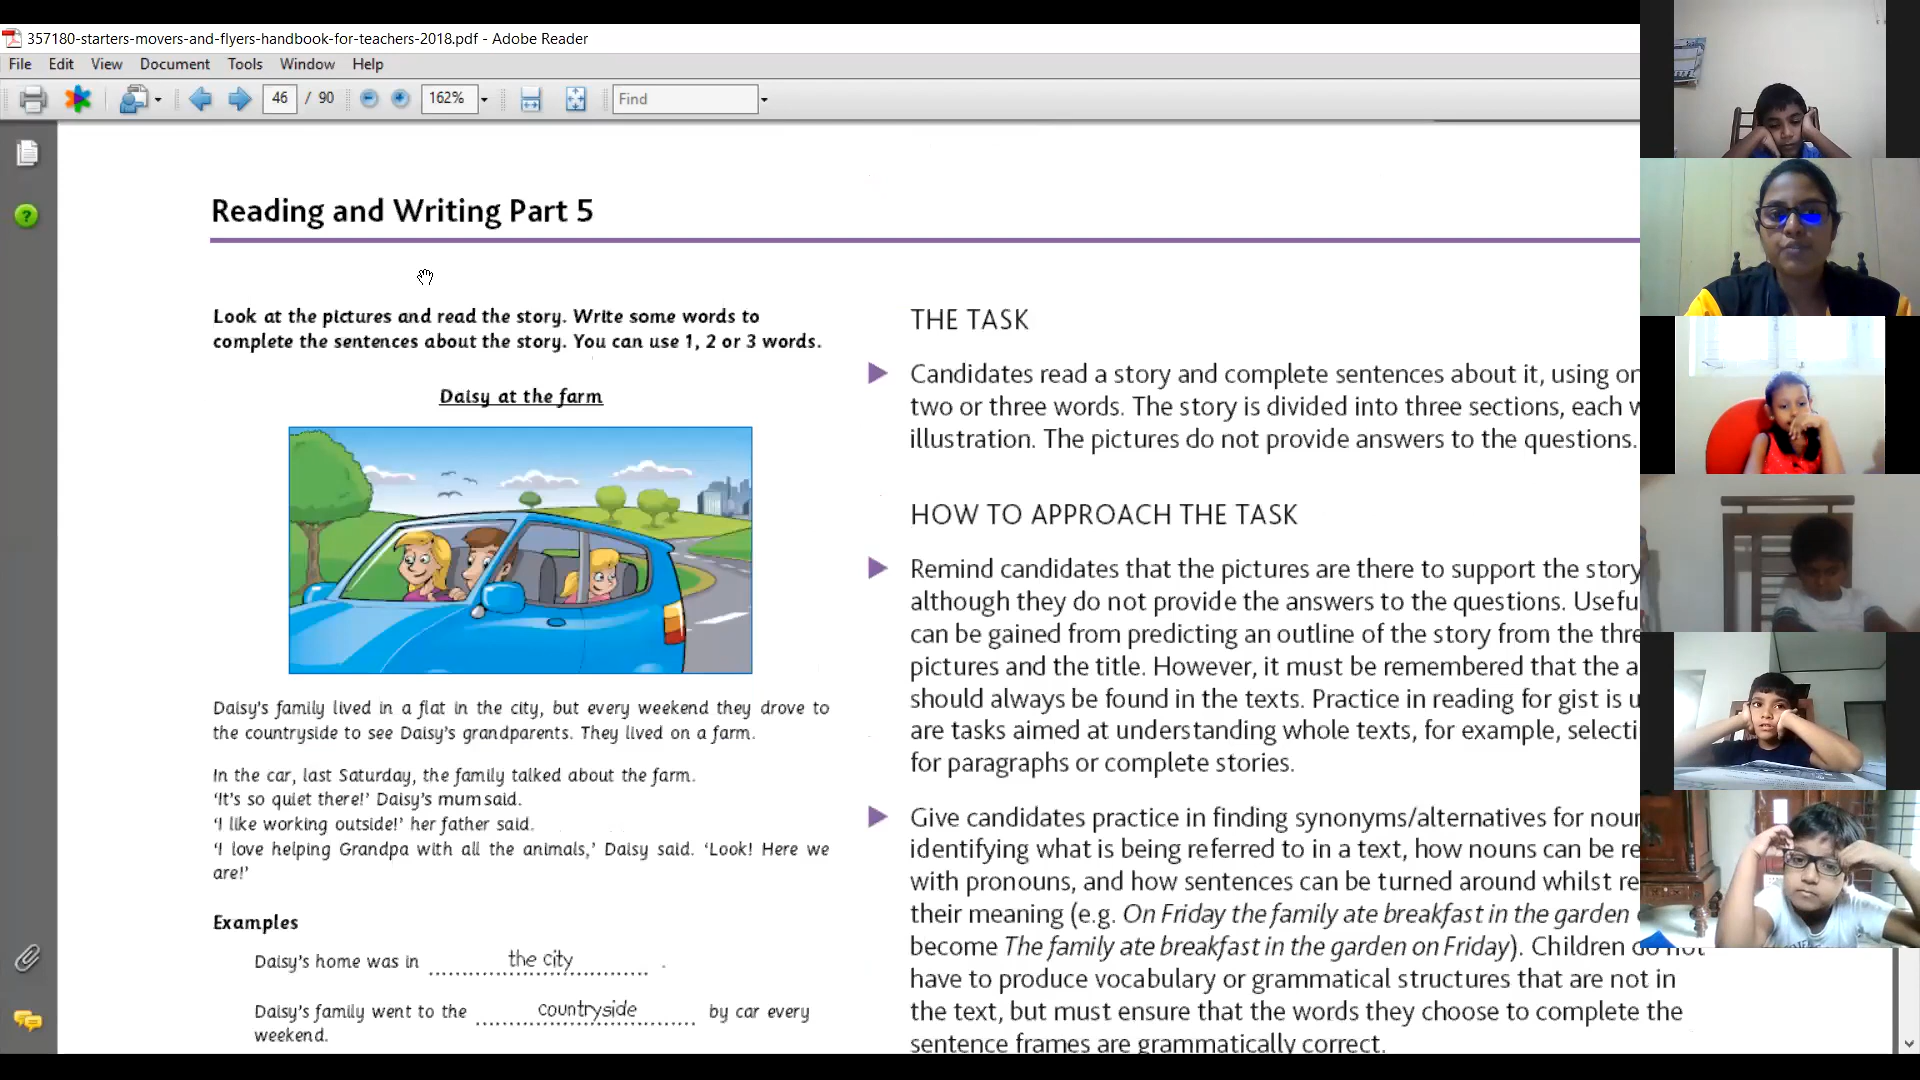 357180-starters-movers-and-flyers-handbook-for-teachers-2018.pdf - Adobe Reader
File Edit View Document Tools Window Help
46 / 90 162% Find
Reading and Writing Part 5
Look at the pictures and read the story. Write some words to
complete the sentences about the story. You can use 1, 2 or 3 words.
Daisy at the farm
Daisy's family lived in a flat in the city, but every weekend they drove to
the countryside to see Daisy's grandparents. They lived on a farm.
In the car, last Saturday, the family talked about the farm.
‘It's so quiet there!’ Daisy's mum said.
‘I like working outside!’ her father said.
‘I love helping Grandpa with all the animals,’ Daisy said. ‘Look! Here we
are!’
Examples
Daisy's home was in the city .
Daisy's family went to the countryside by car every
weekend.
THE TASK
Candidates read a story and complete sentences about it, using
two or three words. The story is divided into three sections, each
illustration. The pictures do not provide answers to the questions.
HOW TO APPROACH THE TASK
Remind candidates that the pictures are there to support the story
although they do not provide the answers to the questions.
can be gained from predicting an outline of the story from the
pictures and the title. However, it must be remembered that the
should always be found in the texts. Practice in reading for gist is
are tasks aimed at understanding whole texts, for example,
for paragraphs or complete stories.
Give candidates practice in finding synonyms/alternatives for
identifying what is being referred to in a text, how nouns can be
with pronouns, and how sentences can be turned around whilst
their meaning (e.g. On Friday the family ate breakfast in the garden
become The family ate breakfast in the garden on Friday). Children do not
have to produce vocabulary or grammatical structures that are not in
the text, but must ensure that the words they choose to complete the
sentence frames are grammatically correct.